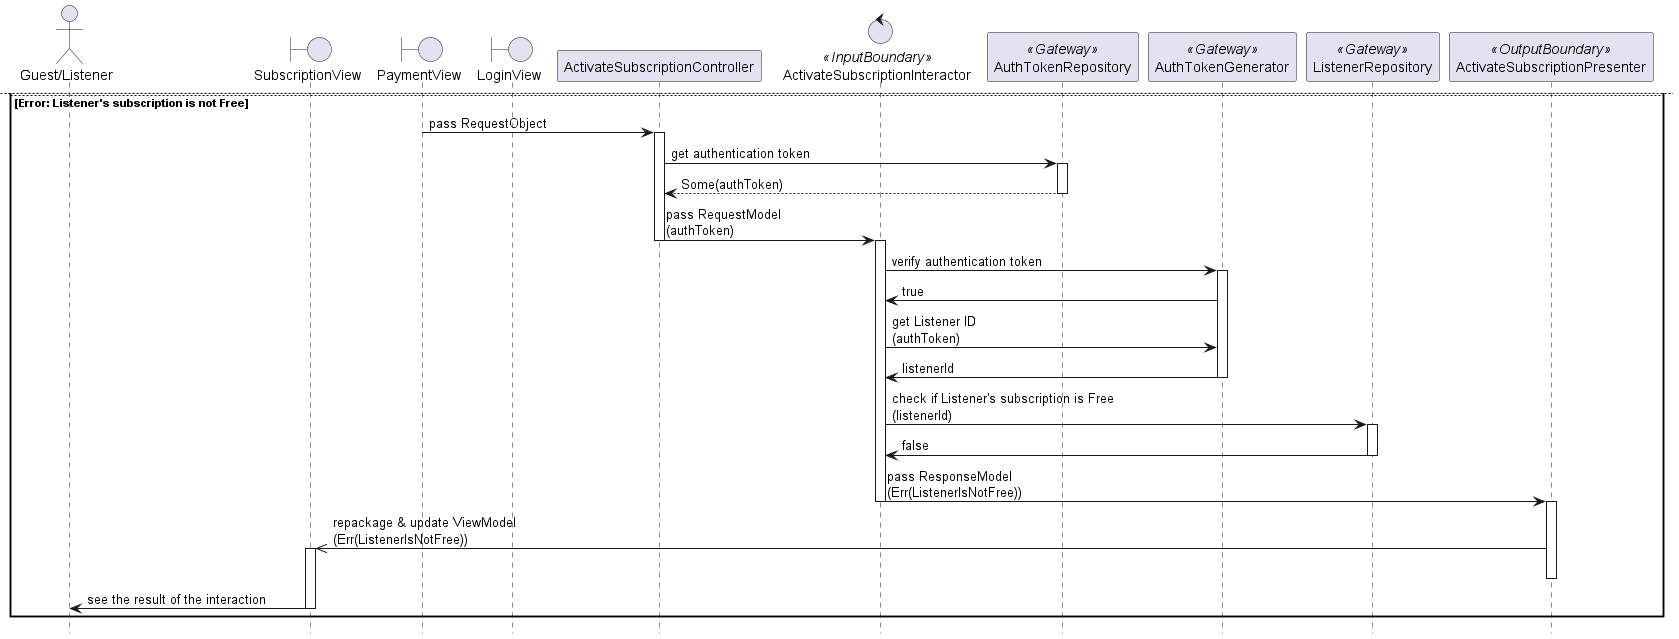 Guest/Listener
SubscriptionView
PaymentView
LoginView
ActivateSubscriptionController
«InputBoundary»
ActivateSubscriptionInteractor
«Gateway»
AuthTokenRepository
«Gateway»
AuthTokenGenerator
«Gateway»
ListenerRepository
«OutputBoundary»
ActivateSubscriptionPresenter
[Error: Listener's subscription is not Free]
pass RequestObject
get authentication token
Some(authToken)
pass RequestModel
(authToken)
verify authentication token
true
get Listener ID
(authToken)
listenerId
check if Listener's subscription is Free
(listenerId)
false
pass ResponseModel
(Err(ListenerIsNotFree))
repackage & update ViewModel
(Err(ListenerIsNotFree))
see the result of the interaction